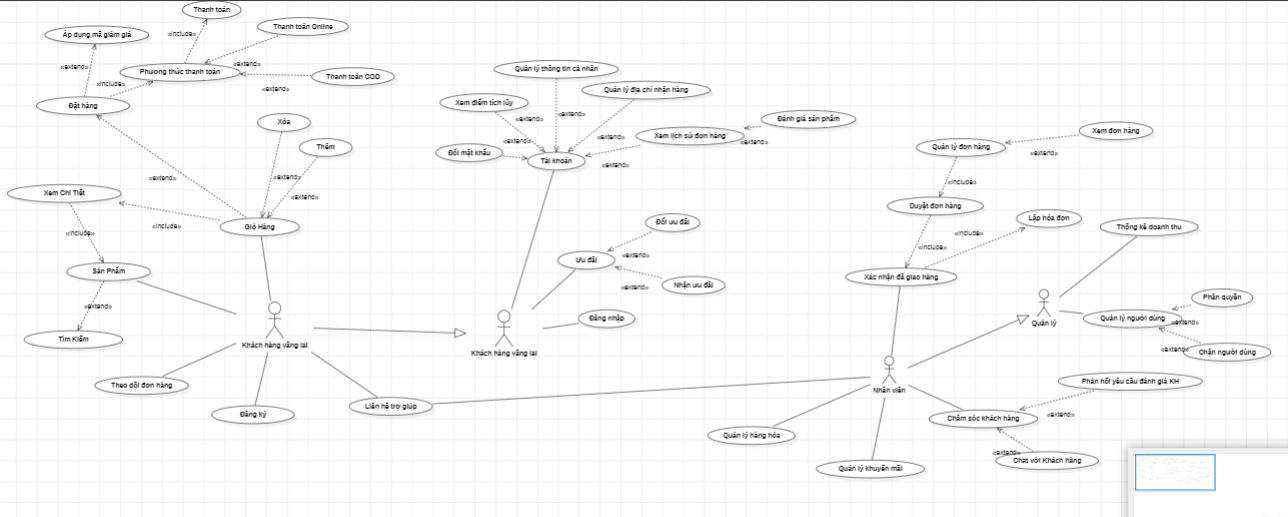 Thanh toán
Áp dụng mã giảm giá
«include»
Thanh toán Online
«extend»
«extend»
Phương thức thanh toán
Thanh toán COD
«include»
«extend»
Đặt hàng
Xóa
Thêm
«extend»
«extend»
«extend»
Xem Chi Tiết
«include»
«include»
Giỏ Hàng
Sản Phẩm
«extend»
Tìm Kiếm
Khách hàng vãng lai
Theo dõi đơn hàng
Đăng ký
Liên hệ trợ giúp
Quản lý thông tin cá nhân
Quản lý địa chỉ nhận hàng
Xem điểm tích lũy
«extend»
«extend»
«extend»
«extend»
Xem lịch sử đơn hàng
Đánh giá sản phẩm
«extend»
Đổi mật khẩu
Tài khoản
«extend»
Đổi ưu đãi
Ưu đãi
«extend»
«extend»
Nhận ưu đãi
Đăng nhập
Khách hàng vãng lai
Xem đơn hàng
Quản lý đơn hàng
«extend»
«include»
Duyệt đơn hàng
Lập hóa đơn
«include»
«include»
Thống kê doanh thu
Xác nhận đã giao hàng
Phân quyền
Quản lý
Quản lý người dùng
«extend»
«extend»
Chặn người dùng
Nhân viên
Phản hồi yêu cầu đánh giá KH
«extend»
Chăm sóc khách hàng
Quản lý hàng hóa
«extend»
Chat với Khách hàng
Quản lý khuyến mãi